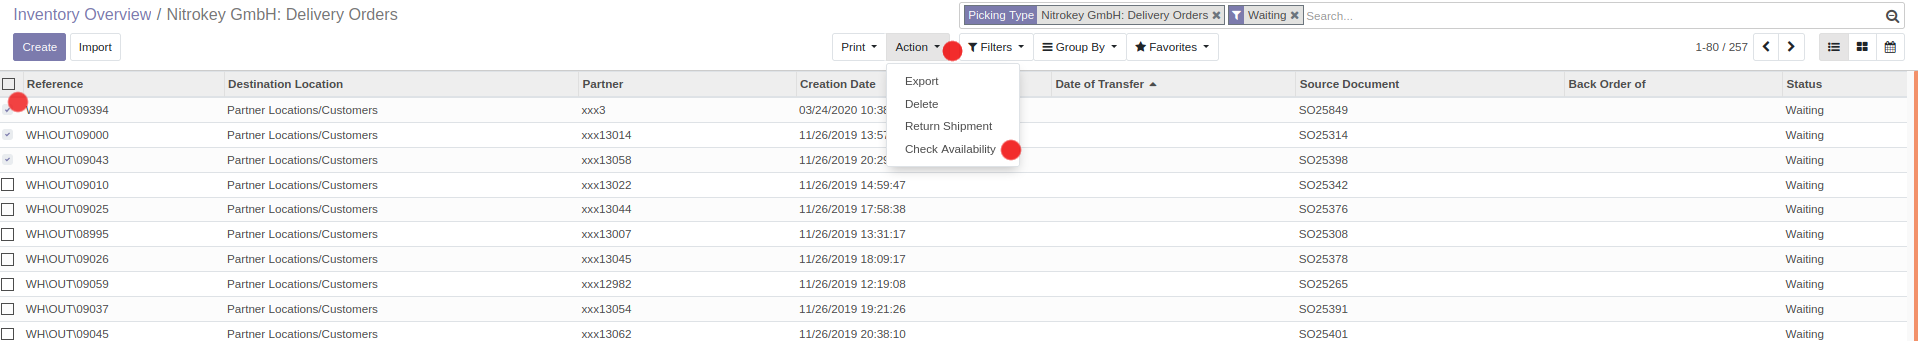 Inventory Overview / Nitrokey GmbH: Delivery Orders
Picking Type Nitrokey GmbH: Delivery Orders Waiting Search...
Create Import Print Action Filters Group By Favorites 1-80 / 257
Export
Delete
Return Shipment
Check Availability
Reference Destination Location Partner Creation Date Date of Transfer Source Document Back Order of Status
WH\OUT\09394 Partner Locations/Customers xxx3 03/24/2020 10:38 SO25849 Waiting
WH\OUT\09000 Partner Locations/Customers xxx13014 11/26/2019 13:57 SO25314 Waiting
WH\OUT\09043 Partner Locations/Customers xxx13058 11/26/2019 20:29 SO25398 Waiting
WH\OUT\09010 Partner Locations/Customers xxx13022 11/26/2019 14:59:47 SO25342 Waiting
WH\OUT\09025 Partner Locations/Customers xxx13044 11/26/2019 17:58:38 SO25376 Waiting
WH\OUT\08995 Partner Locations/Customers xxx13007 11/26/2019 13:31:17 SO25308 Waiting
WH\OUT\09026 Partner Locations/Customers xxx13045 11/26/2019 18:09:17 SO25378 Waiting
WH\OUT\09059 Partner Locations/Customers xxx12982 11/26/2019 12:19:08 SO25265 Waiting
WH\OUT\09037 Partner Locations/Customers xxx13054 11/26/2019 19:21:26 SO25391 Waiting
WH\OUT\09045 Partner Locations/Customers xxx13062 11/26/2019 20:38:10 SO25401 Waiting